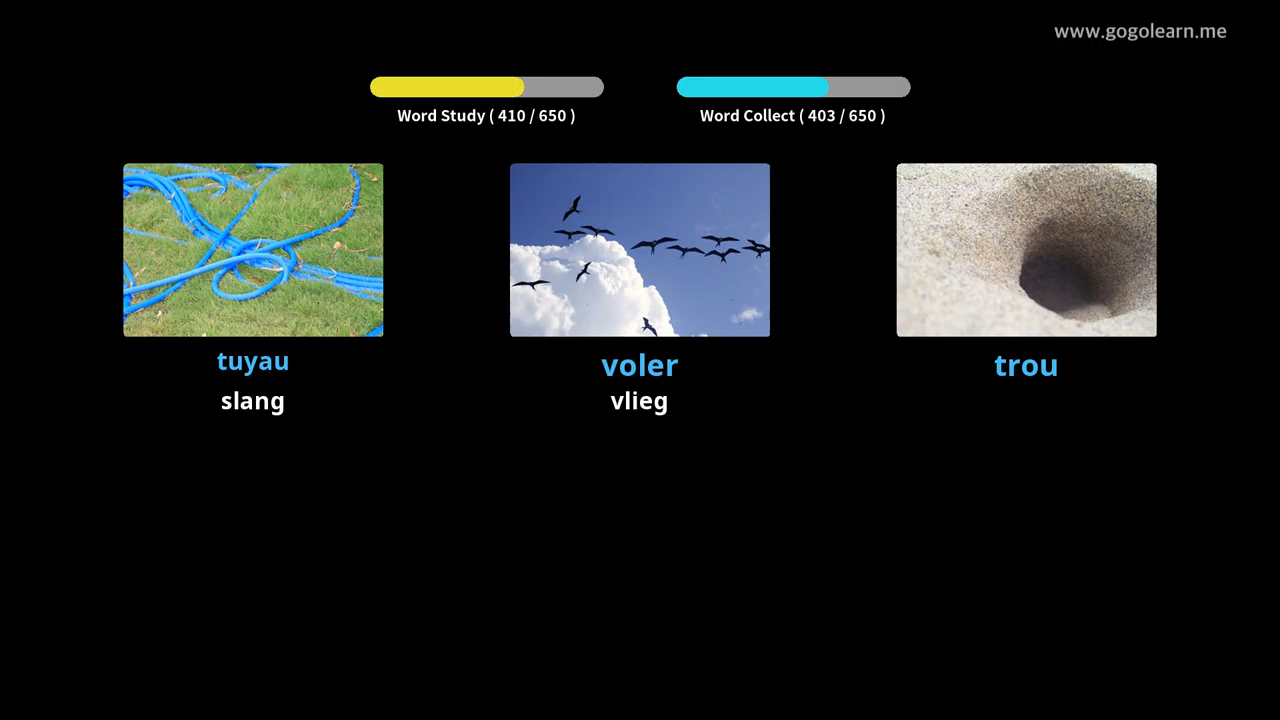 www.gogolearn.me
Word Study ( 410 / 650 )
Word Collect ( 403 / 650 )
tuyau
slang
voler
vlieg
trou